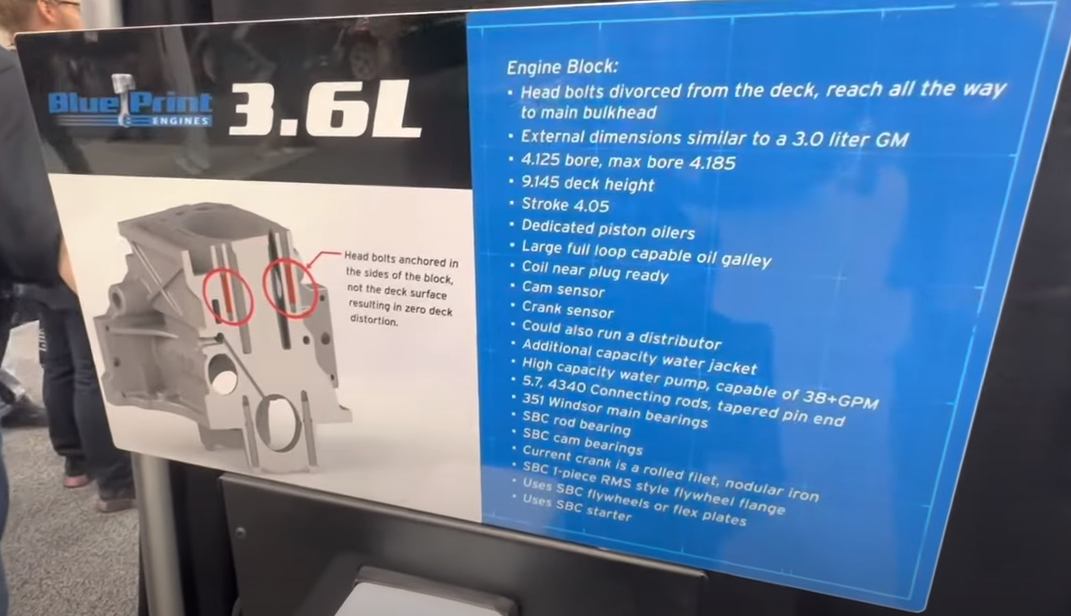 BluePrint
ENGINES
3.6L
Head bolts anchored in
the sides of the block,
not the deck surface
resulting in zero deck
distortion.
Engine Block:
• Head bolts divorced from the deck, reach all the way
to main bulkhead
• External dimensions similar to a 3.0 liter GM
• 4.125 bore, max bore 4.185
• 9.145 deck height
• Stroke 4.05
• Dedicated piston oilers
• Large full loop capable oil galley
• Coil near plug ready
• Cam sensor
• Crank sensor
• Could also run a distributor
• Additional capacity water jacket
High capacity water pump, capable of 38+GPM
• 5.7, 4340 Connecting rods, tapered pin end
• 351 Windsor main bearings
• SBC rod bearing
• SBC cam bearings
• Current crank is a rolled filet, nodular iron
• SBC 1-piece RMS style flywheel flange
• Uses SBC flywheels or flex plates
• Uses SBC starter